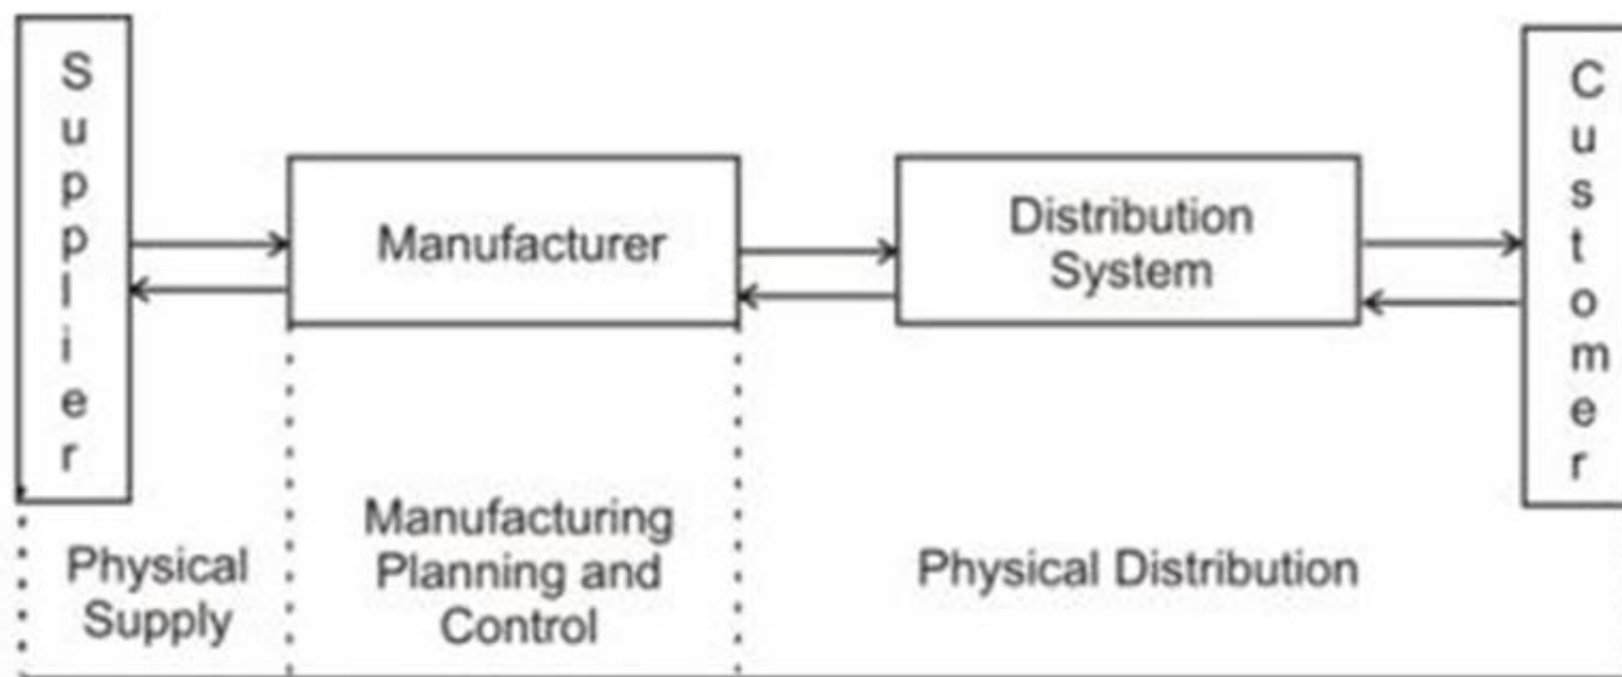 Supplier
Manufacturer
Distribution
System
Customer
Physical
Supply
Manufacturing
Planning and
Control
Physical Distribution